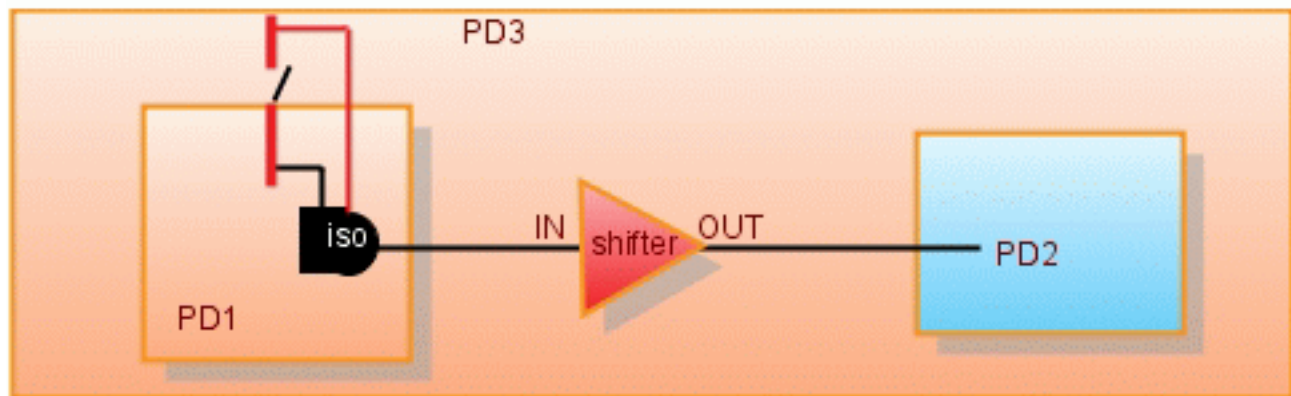 PD3
IN
shifter
OUT
iso
PD2
PD1